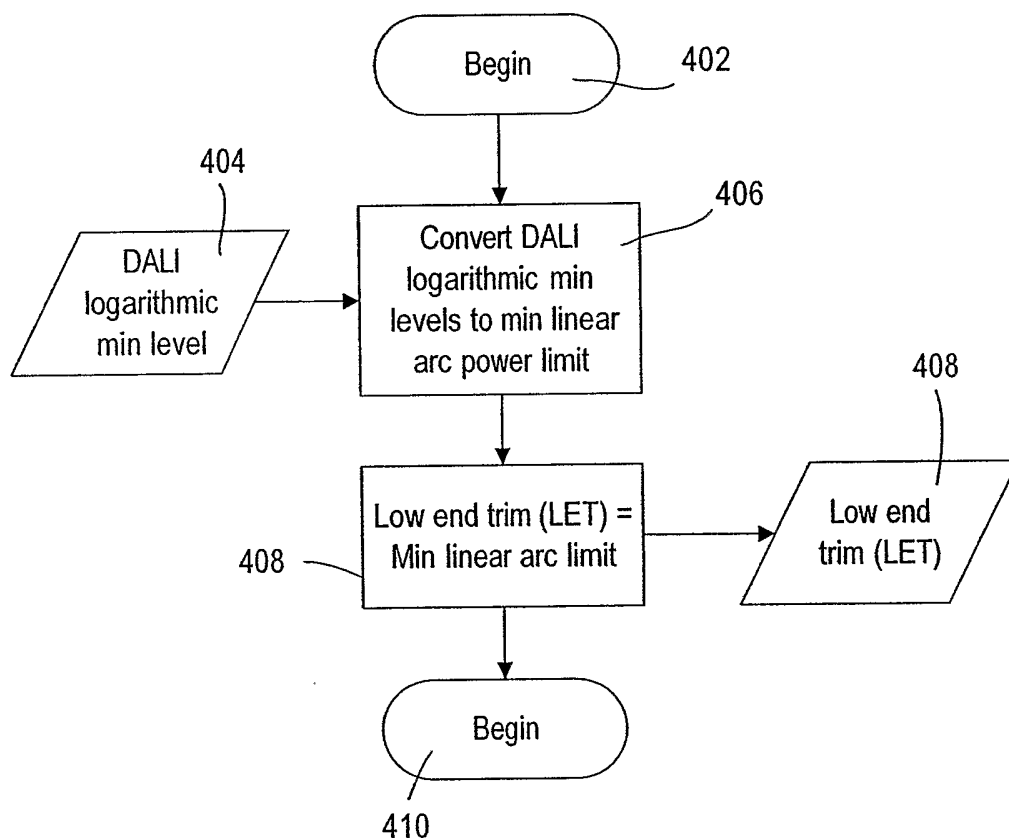 Begin
402
404
406
DALI
logarithmic
min level
Convert DALI
logarithmic min
levels to min linear
arc power limit
408
Low end trim (LET) =
Min linear arc limit
408
Low end
trim (LET)
Begin
410